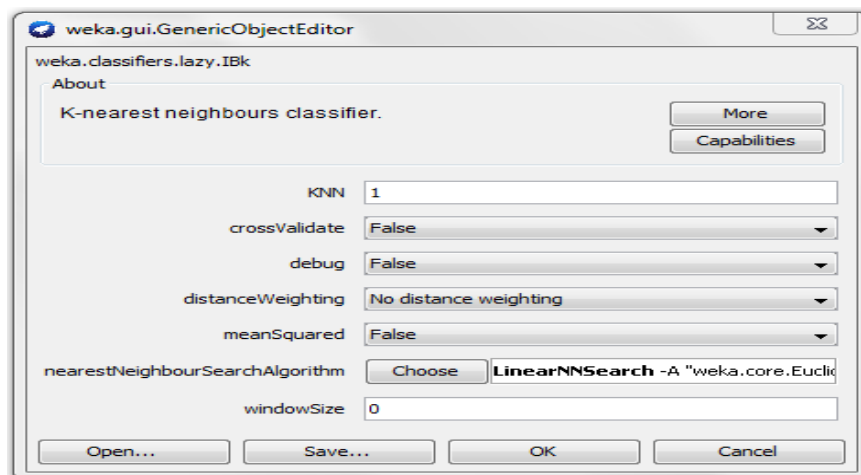 weka.gui.GenericObjectEditor
weka.classifiers.lazy.IBk
About
K-nearest neighbours classifier.
More
Capabilities
KNN 1
crossValidate False
debug False
distanceWeighting No distance weighting
meanSquared False
nearestNeighbourSearchAlgorithm Choose LinearNNSearch -A "weka.core.Euclid
windowSize 0
Open... Save... OK Cancel